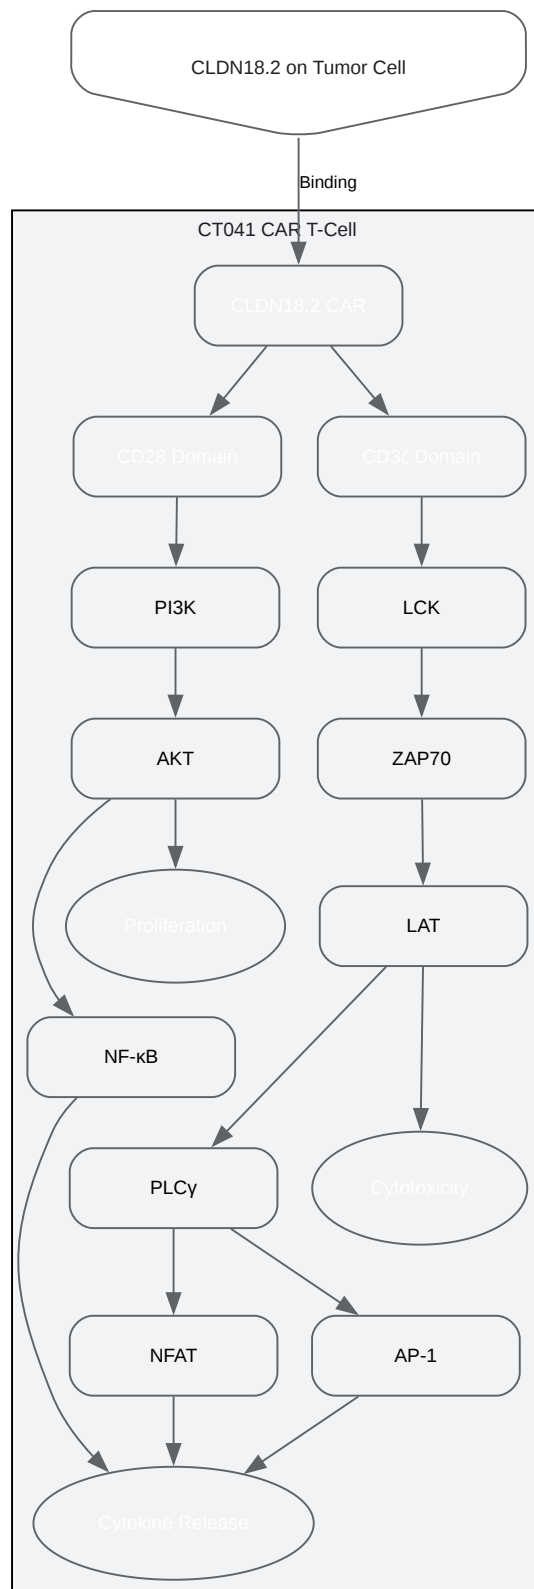 CLDN18.2 on Tumor Cell
Binding
CT041 CAR T-Cell
CLDN18.2 CAR
CD28 Domain
CD3ζ Domain
PI3K
LCK
AKT
ZAP70
Proliferation
LAT
NF-κB
PLCγ
Cytotoxicity
NFAT
AP-1
Cytokine Release